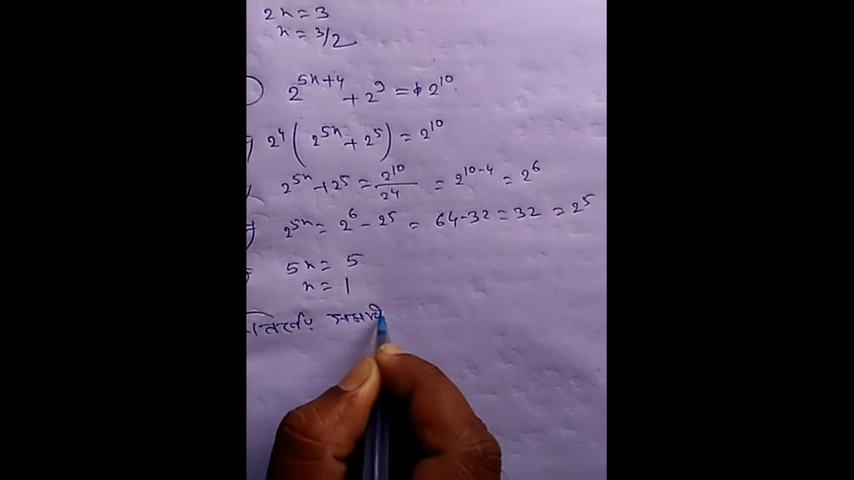 2x = 3
x = 3/2
2^{5x+4} + 2^9 = 2^{10}
2^4 (2^{5x} + 2^5) = 2^{10}
2^{5x} + 2^5 = \frac{2^{10}}{2^4} = 2^{10-4} = 2^6
2^{5x} = 2^6 - 2^5 = 64-32 = 32 = 2^5
5x = 5
x = 1